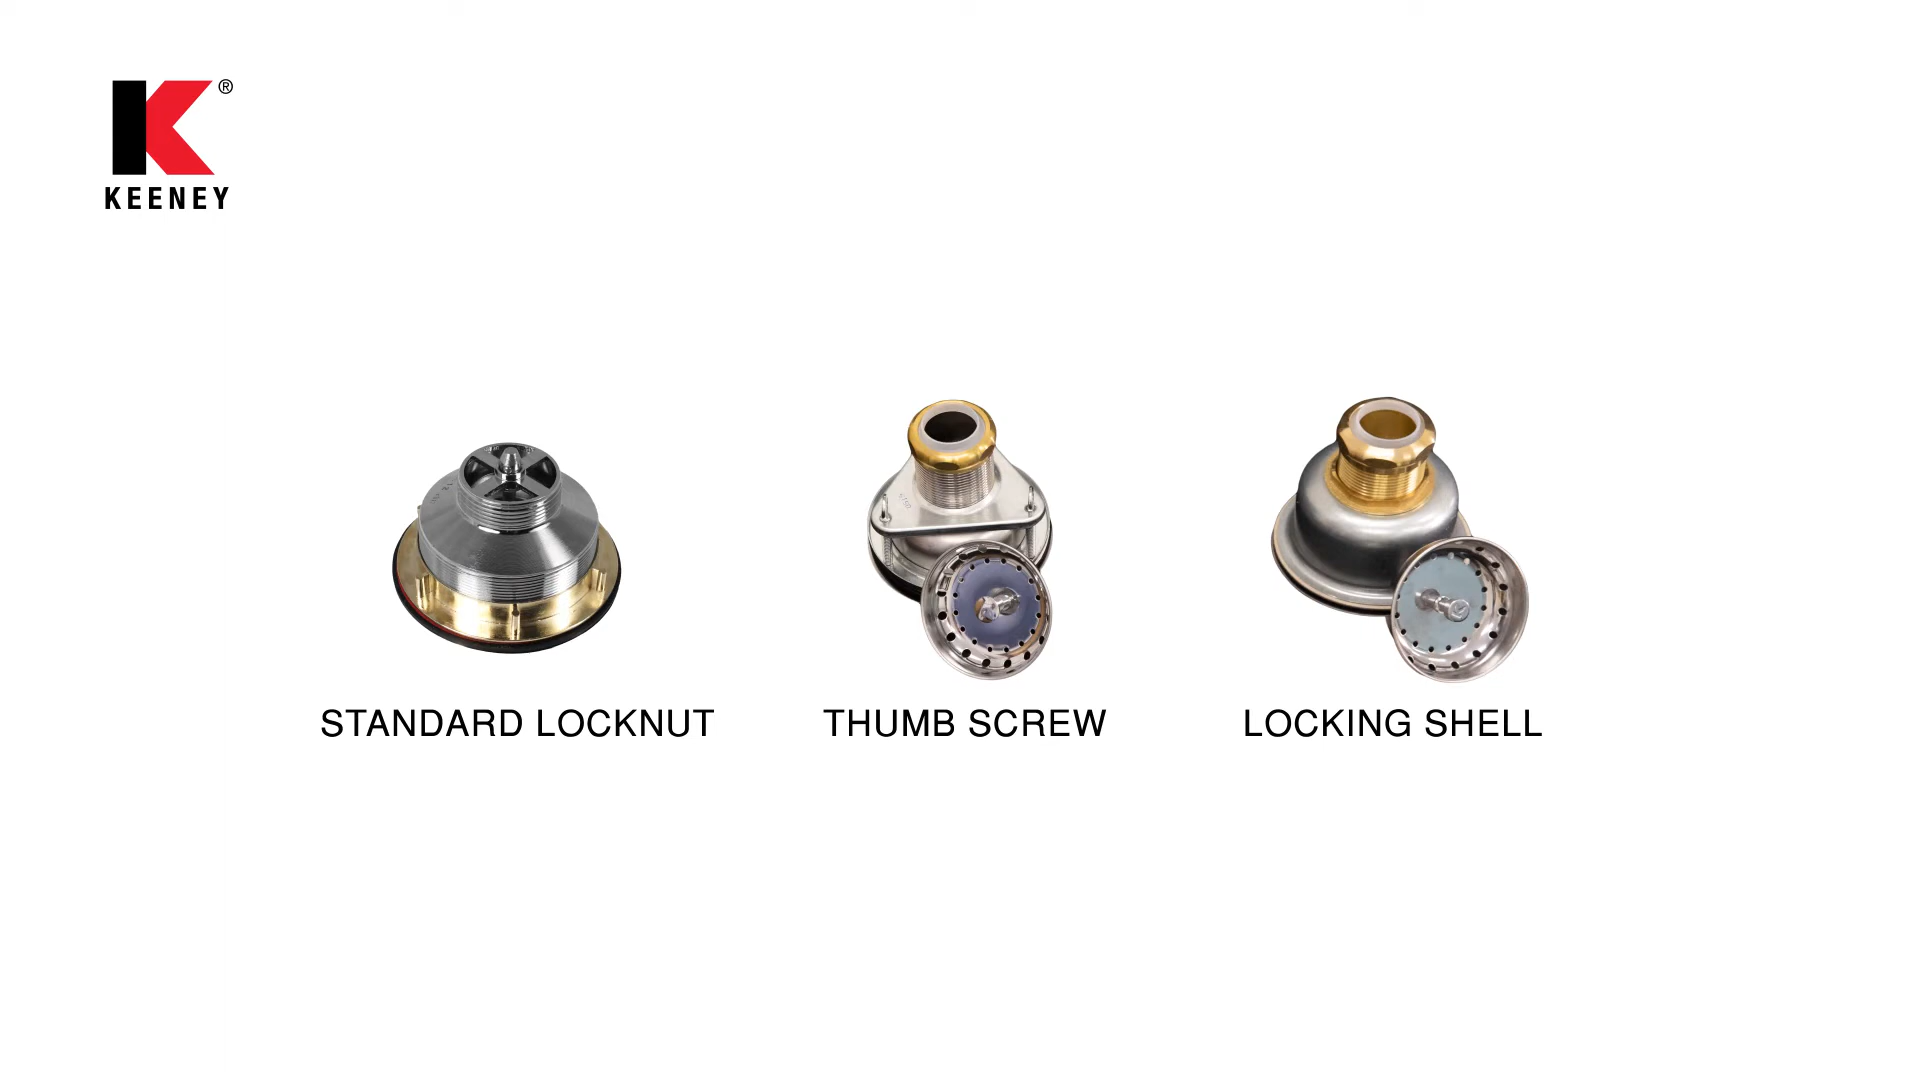 K®
KEENEY
STANDARD LOCKNUT
THUMB SCREW
LOCKING SHELL